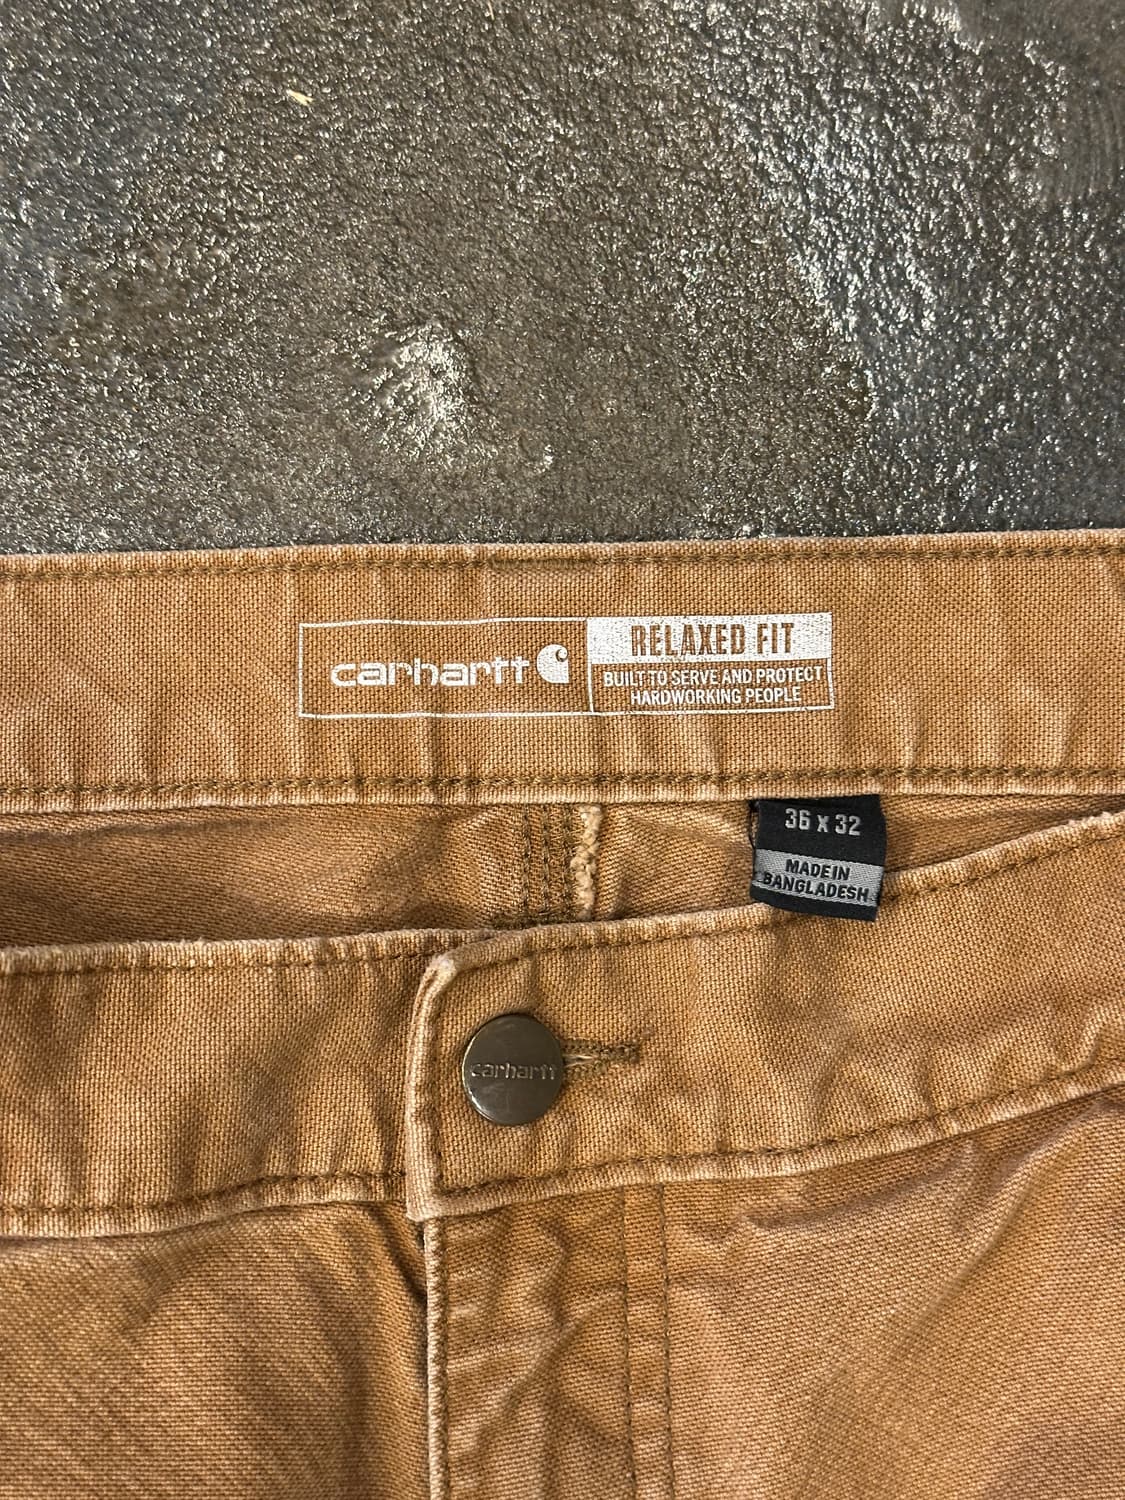 carhartt
RELAXED FIT
BUILT TO SERVE AND PROTECT
HARDWORKING PEOPLE
36 x 32
MADE IN
BANGLADESH
carhartt